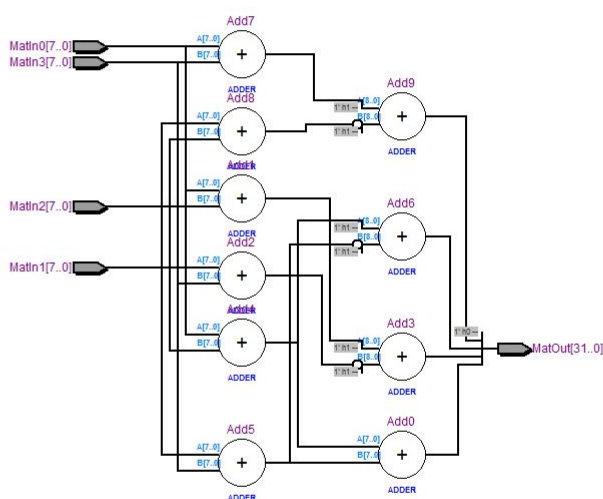 Add7
MatIn0[7..0]
A[7..0]
MatIn3[7..0]
B[7..0]
ADDER
Add8
A[7..0]
B[7..0]
ADDER
Add9
A[8..0]
1' h1 --
B[8..0]
1' h1 --
ADDER
A[7..0]
MatIn2[7..0]
B[7..0]
ADDER
Add6
1' h1 --
A[8..0]
B[8..0]
1' h1 --
ADDER
Add2
MatIn1[7..0]
A[7..0]
B[7..0]
ADDER
A[7..0]
B[7..0]
ADDER
Add3
1' h1 --
A[8..0]
B[8..0]
1' h1 --
ADDER
1' h0 --
MatOut[31..0]
Add5
A[7..0]
B[7..0]
ADDER
Add0
A[7..0]
B[7..0]
ADDER